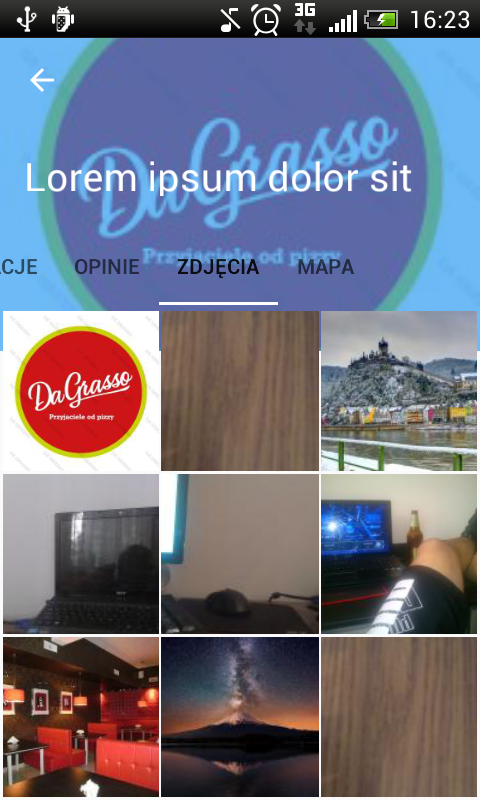 3G
16:23
DaGrasso
Lorem ipsum dolor sit
Przyjaciele od pizzy
CJE
OPINIE
ZDJĘCIA
MAPA
DaGrasso
Przyjaciele od pizzy
acer